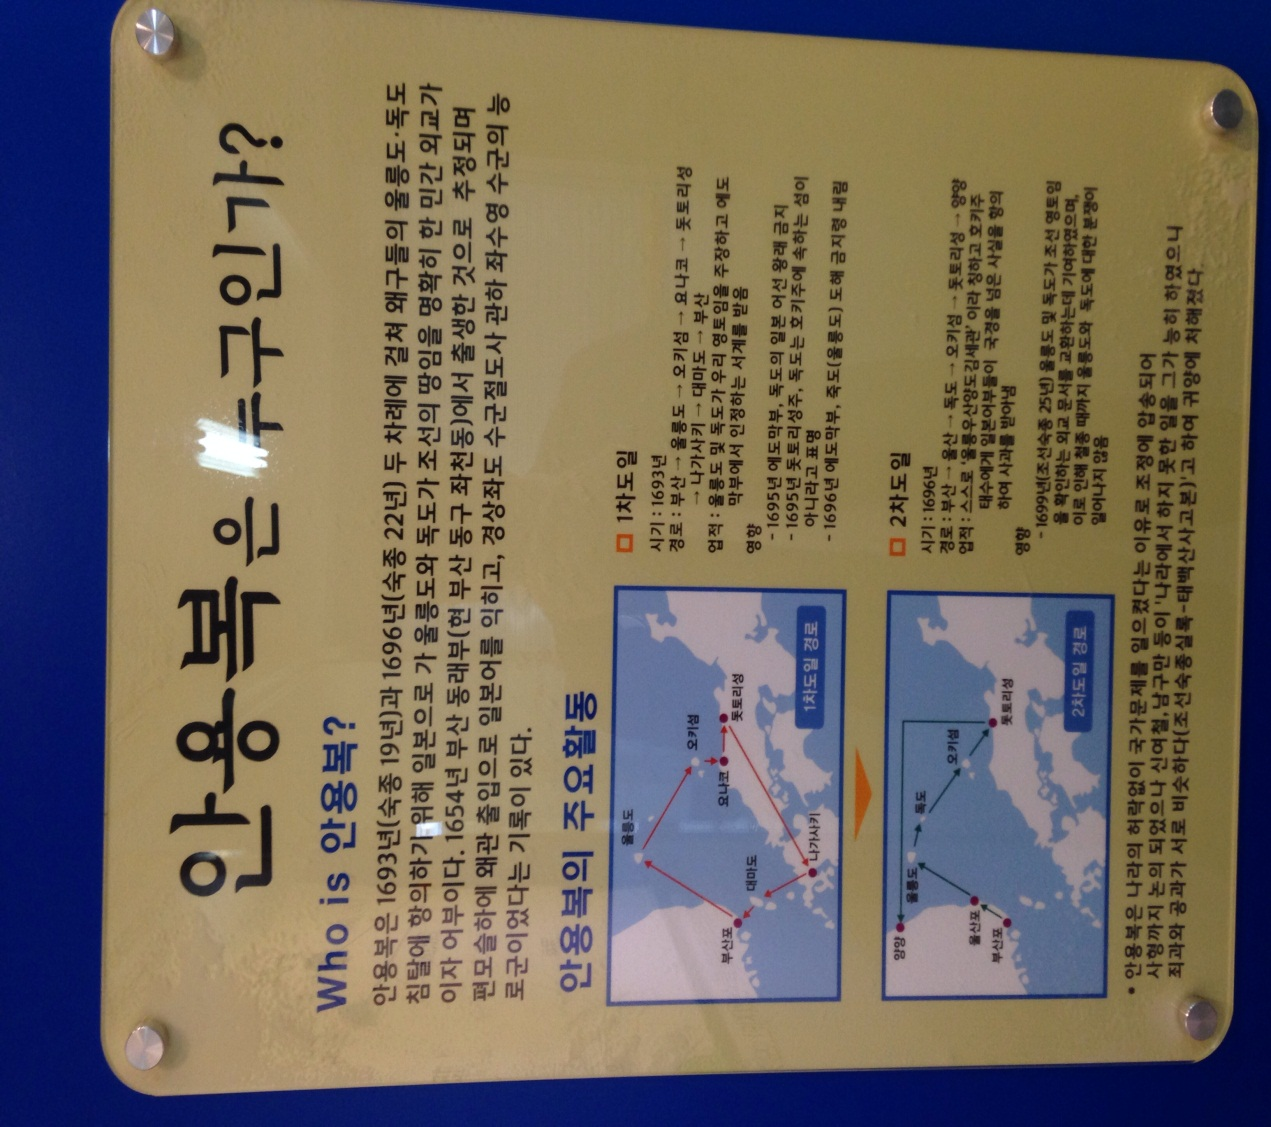 안용복은 누구인가?
Who is 안용복?
안용복은 1693년(숙종 19년)과 1696년(숙종 22년) 두 차례에 걸쳐 왜구들의 울릉도·독도
침탈에 항의하기 위해 일본으로 가 울릉도와 독도가 조선의 땅임을 명확히 한 민간 외교가
이자 어부이다. 1654년 부산 동래부(현 부산 동구 좌천동)에서 출생한 것으로 추정되며
편모슬하에 왜관 출입으로 일본어를 익히고, 경상좌도 수군절도사 관하 좌수영 수군의 능
로군이었다는 기록이 있다.
안용복의 주요활동
울릉도
오키섬
돗토리성
요나코
부산포
대마도
나가사키
1차도일 경로
1차도일
시기 : 1693년
경로 : 부산 → 울릉도 → 오키섬 → 요나코 → 돗토리성
→ 나가사키 → 대마도 → 부산
업적 : 울릉도 및 독도가 우리 영토임을 주장하고 에도
막부에서 인정하는 서계를 받음
영향
- 1695년 에도막부, 독도의 일본 어선 왕래 금지
- 1695년 돗토리성주, 독도는 호키주에 속하는 섬이
아니라고 표명
- 1696년 에도막부, 죽도(울릉도) 도해 금지령 내림
양양
울릉도
독도
오키섬
돗토리성
울산포
부산포
2차도일 경로
2차도일
시기 : 1696년
경로 : 부산 → 울산 → 독도 → 오키섬 → 돗토리성 → 양양
업적 : 스스로 '울릉우산양도감세관' 이라 칭하고 호키주
태수에게 일본어부들이 국경을 넘은 사실을 항의
하여 사과를 받아냄
영향
- 1699년(조선숙종 25년) 울릉도 및 독도가 조선 영토임
을 확인하는 외교 문서를 교환하는데 기여하였으며,
이로 인해 철종 때까지 울릉도와 독도에 대한 분쟁이
일어나지 않음
• 안용복은 나라의 허락없이 국가문제를 일으켰다는 이유로 조정에 압송되어
사형까지 논의 되었으나 신여철,남구만 등이 '나라에서 하지 못한 일을 그가 능히 하였으니
죄과와 공과가 서로 비슷하다(조선숙종실록-태백산사고본)'고 하여 귀양에 처해졌다.